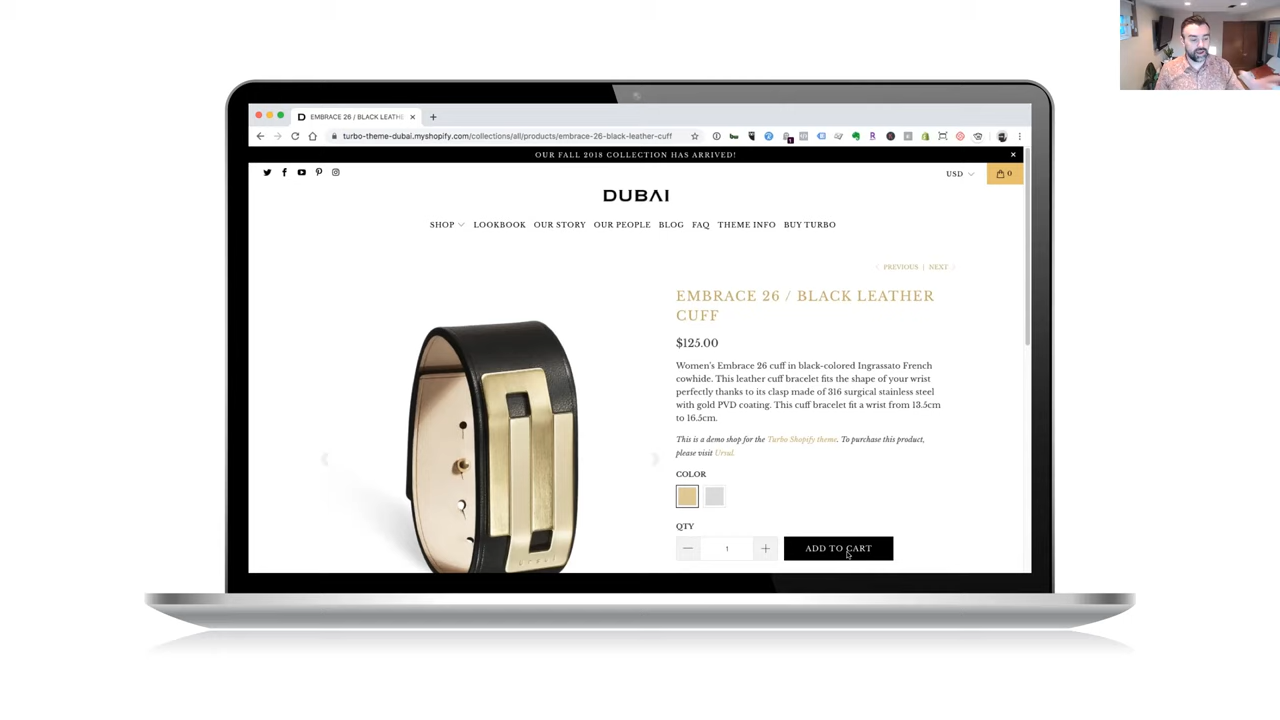 EMBRACE 26 / BLACK LEATHE
turbo-theme-dubai.myshopify.com/collections/all/products/embrace-26-black-leather-cuff
OUR FALL 2018 COLLECTION HAS ARRIVED!
USD
0
DUBAI
SHOP LOOKBOOK OUR STORY OUR PEOPLE BLOG FAQ THEME INFO BUY TURBO
PREVIOUS | NEXT
EMBRACE 26 / BLACK LEATHER
CUFF
$125.00
Women's Embrace 26 cuff in black-colored Ingrassato French
cowhide. This leather cuff bracelet fits the shape of your wrist
perfectly thanks to its clasp made of 316 surgical stainless steel
with gold PVD coating. This cuff bracelet fit a wrist from 13.5cm
to 16.5cm.
This is a demo shop for the Turbo Shopify theme. To purchase this product,
please visit Ursul.
COLOR
QTY
1
ADD TO CART